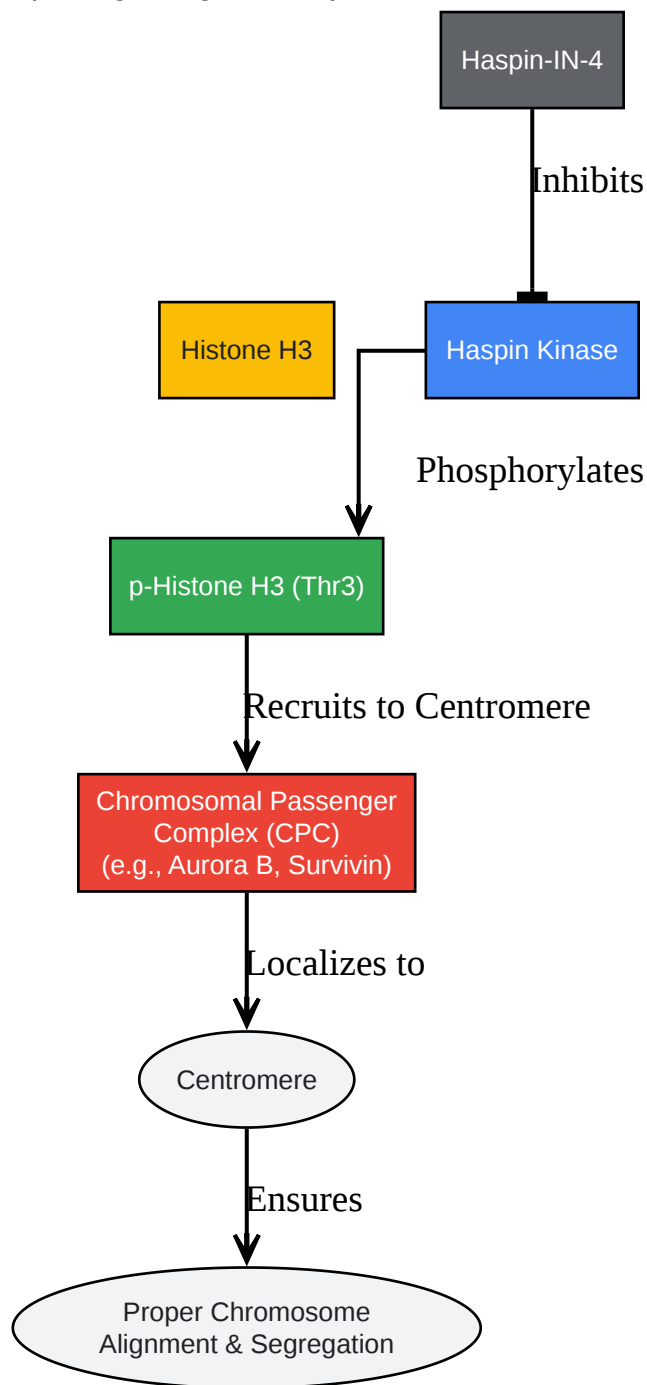 Haspin-IN-4
Inhibits
Histone H3
Haspin Kinase
Phosphorylates
p-Histone H3 (Thr3)
Recruits to Centromere
Chromosomal Passenger
Complex (CPC)
(e.g., Aurora B, Survivin)
Localizes to
Centromere
Ensures
Proper Chromosome
Alignment & Segregation